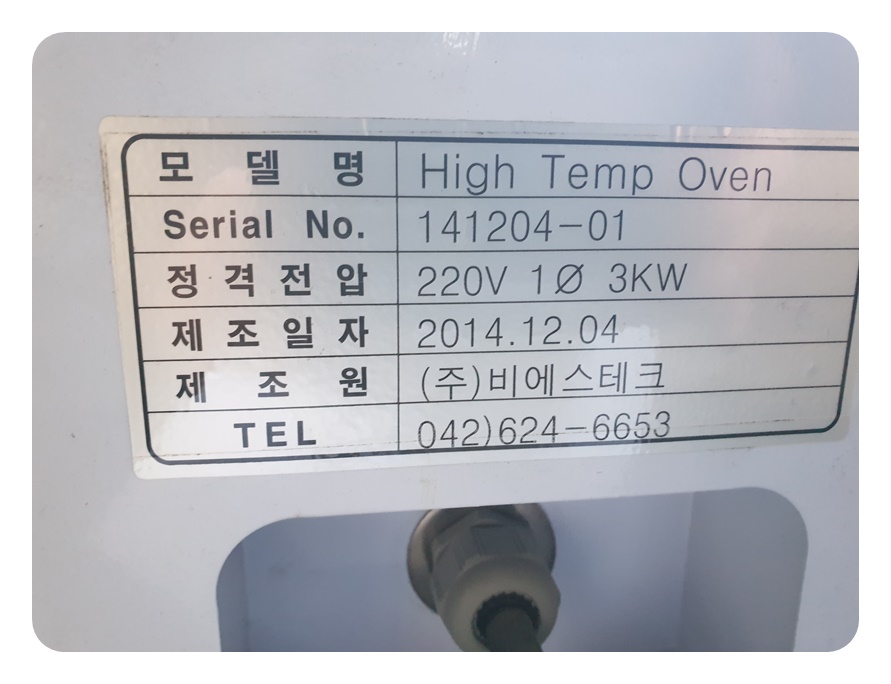 모 델 명 High Temp Oven
Serial No. 141204-01
정격전압 220V 1Ø 3KW
제조일자 2014.12.04
제 조 원 (주)비에스테크
TEL 042)624-6653